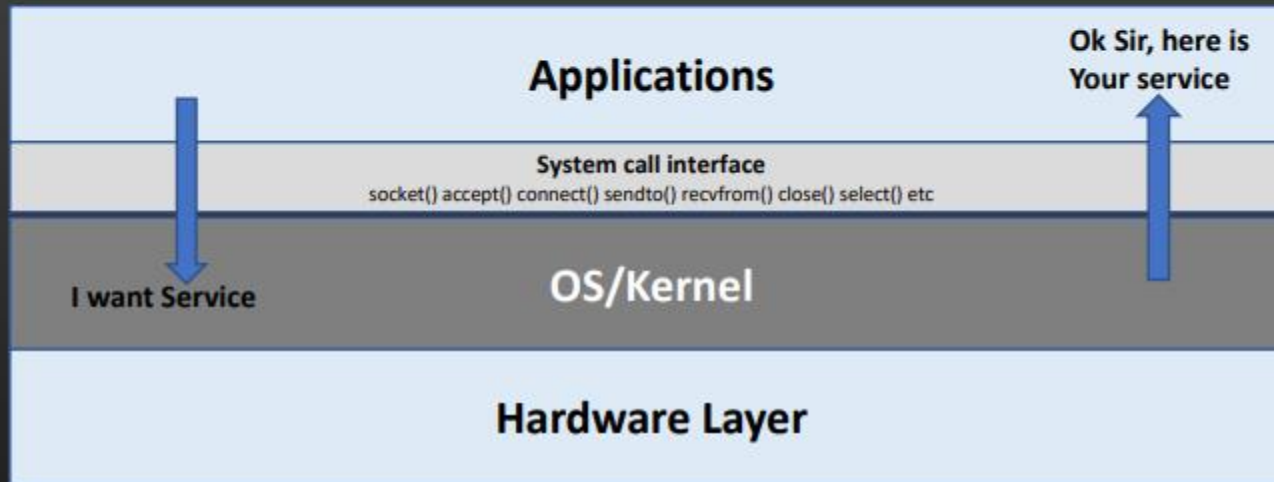 Ok Sir, here is
Your service
Applications
System call interface
socket() accept() connect() sendto() recvfrom() close() select() etc
I want Service
OS/Kernel
Hardware Layer